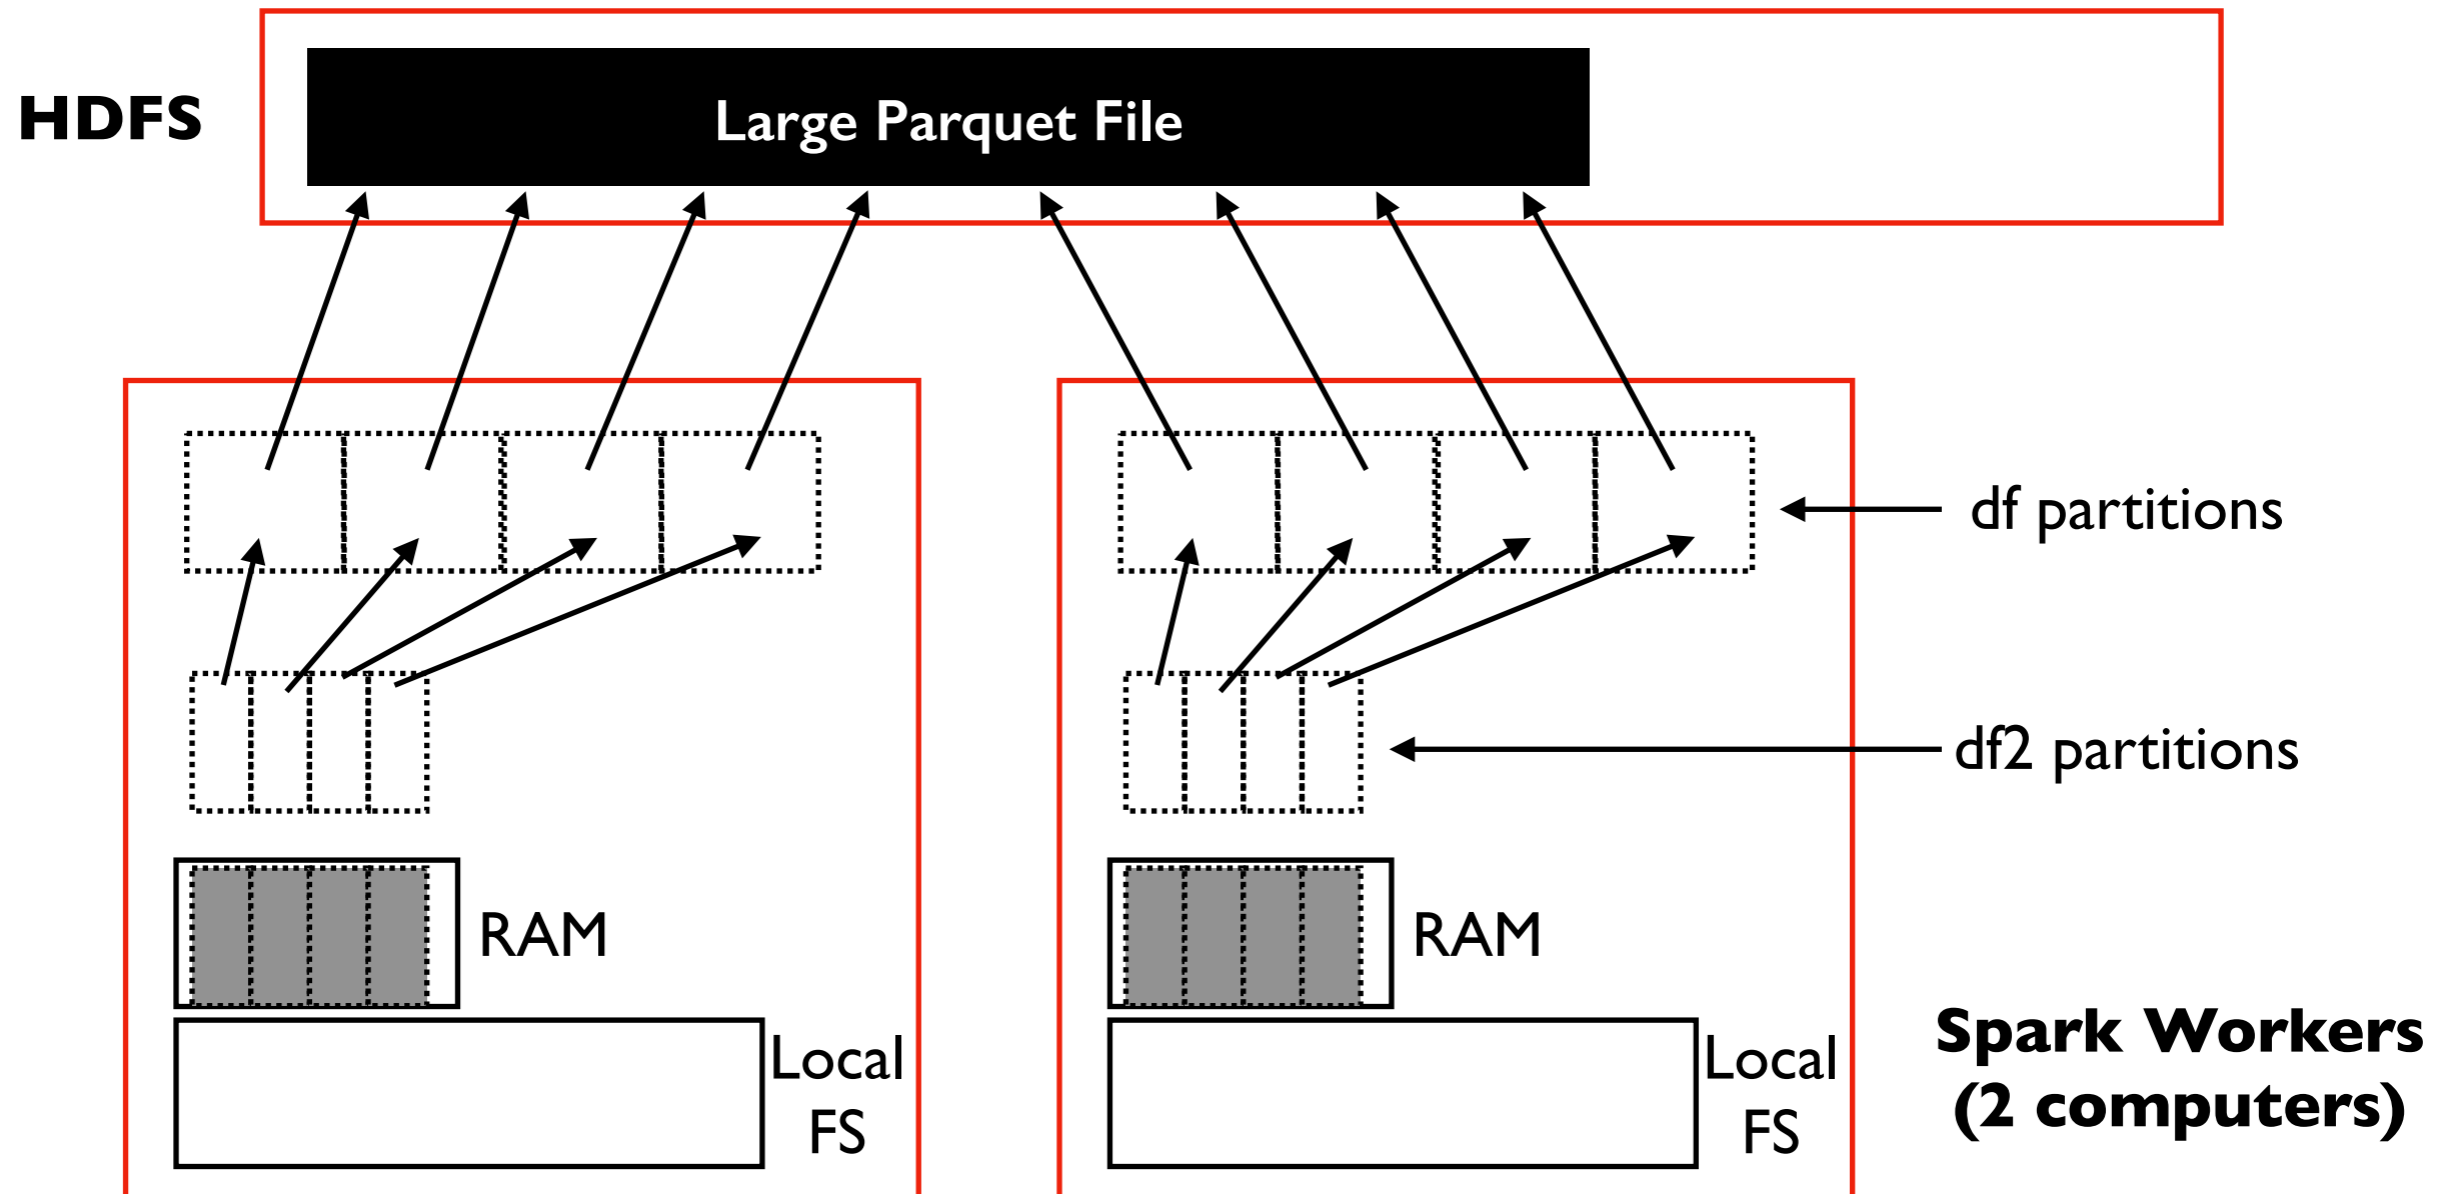 HDFS
Large Parquet File
df partitions
df2 partitions
RAM
RAM
Local
FS
Local
FS
Spark Workers
(2 computers)